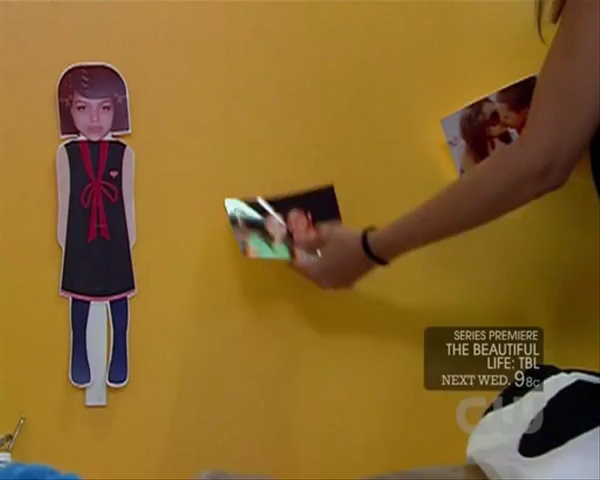 SERIES PREMIERE
THE BEAUTIFUL
LIFE: TBL
NEXT WED. 9 8c
CW